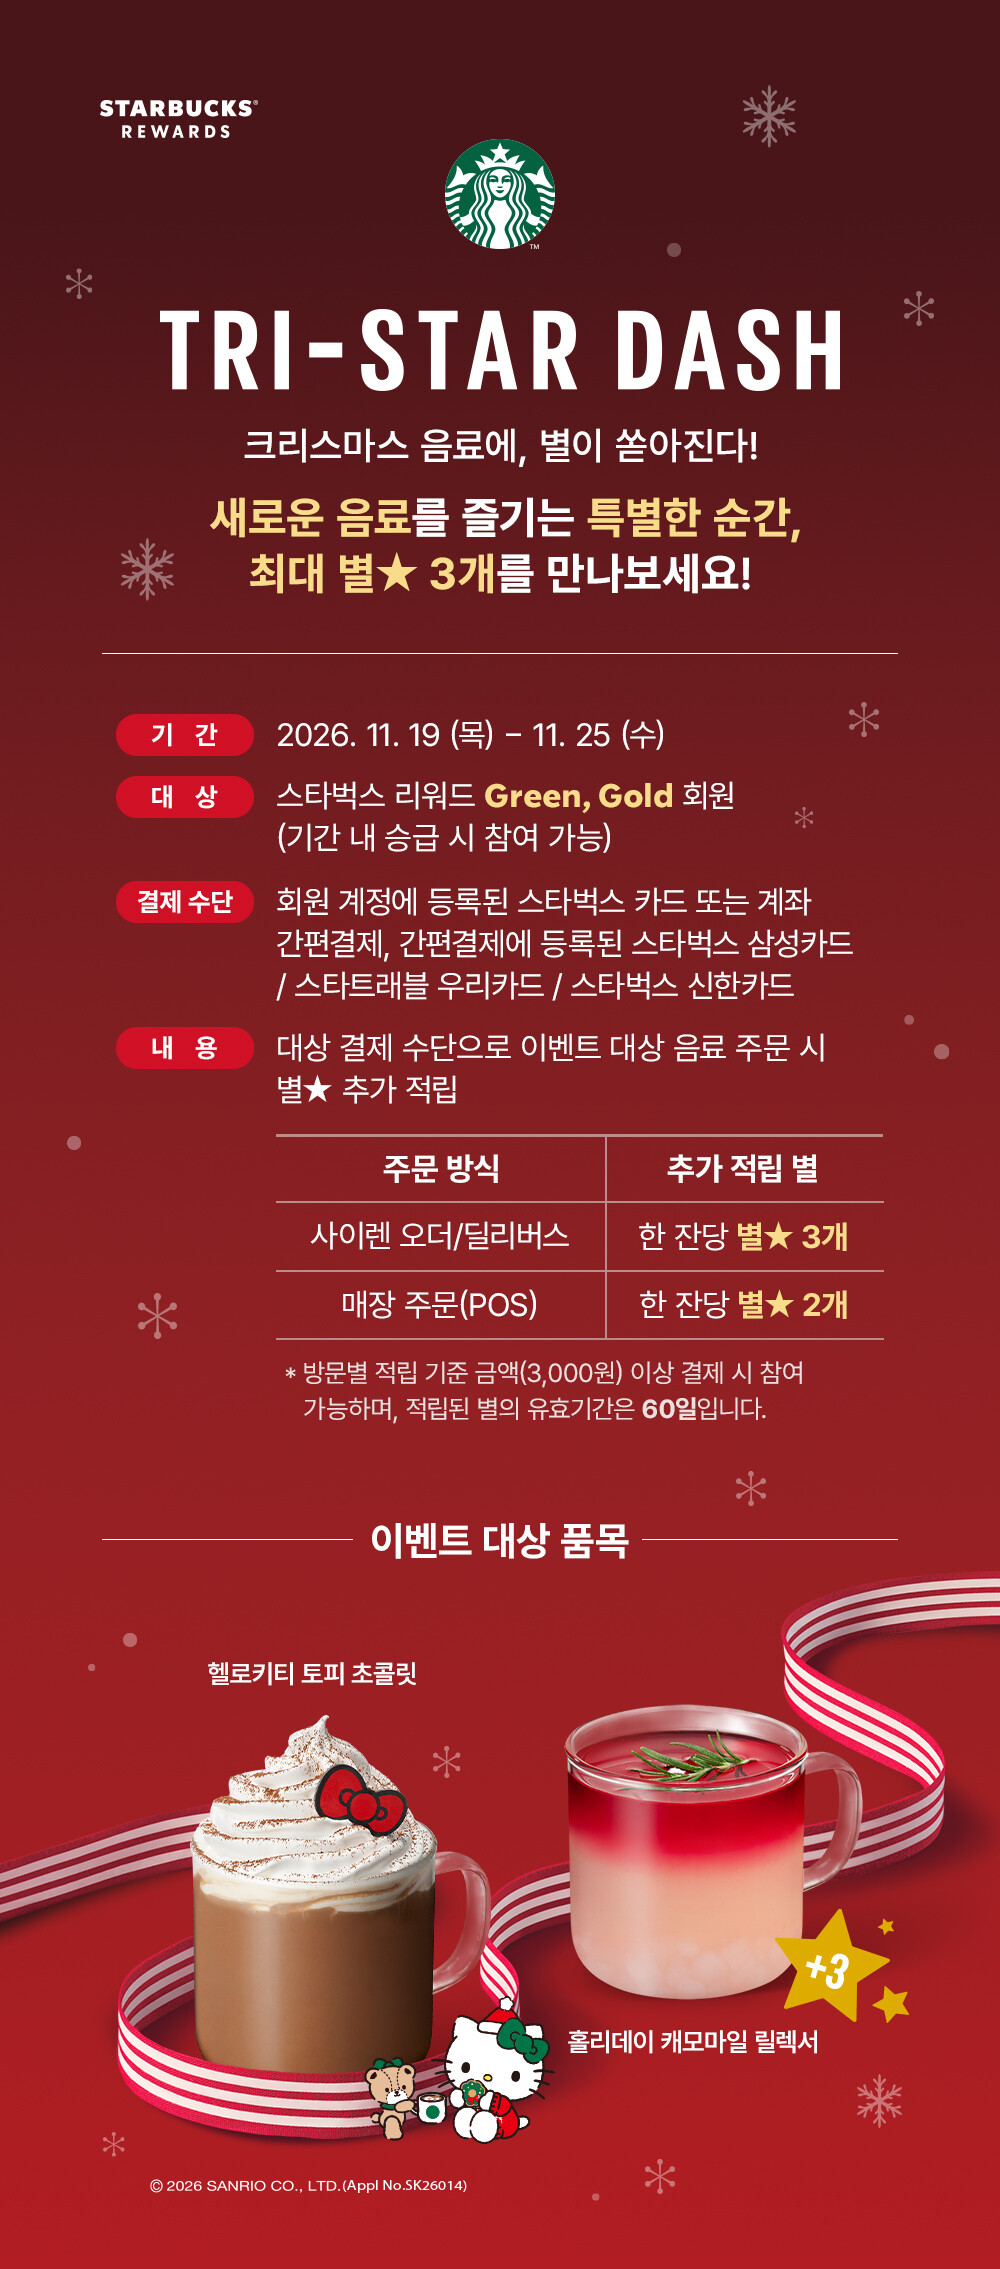 STARBUCKS®
REWARDS
TM
TRI-STAR DASH
크리스마스 음료에, 별이 쏟아진다!
새로운 음료를 즐기는 특별한 순간,
최대 별★ 3개를 만나보세요!
기 간
2026. 11. 19 (목) – 11. 25 (수)
대 상
스타벅스 리워드 Green, Gold 회원
(기간 내 승급 시 참여 가능)
결제 수단
회원 계정에 등록된 스타벅스 카드 또는 계좌
간편결제, 간편결제에 등록된 스타벅스 삼성카드
/ 스타트래블 우리카드 / 스타벅스 신한카드
내 용
대상 결제 수단으로 이벤트 대상 음료 주문 시
별★ 추가 적립
주문 방식 추가 적립 별
사이렌 오더/딜리버스 한 잔당 별★ 3개
매장 주문(POS) 한 잔당 별★ 2개
* 방문별 적립 기준 금액(3,000원) 이상 결제 시 참여
가능하며, 적립된 별의 유효기간은 60일입니다.
이벤트 대상 품목
헬로키티 토피 초콜릿
+3
홀리데이 캐모마일 릴렉서
© 2026 SANRIO CO., LTD.(Appl No.SK26014)